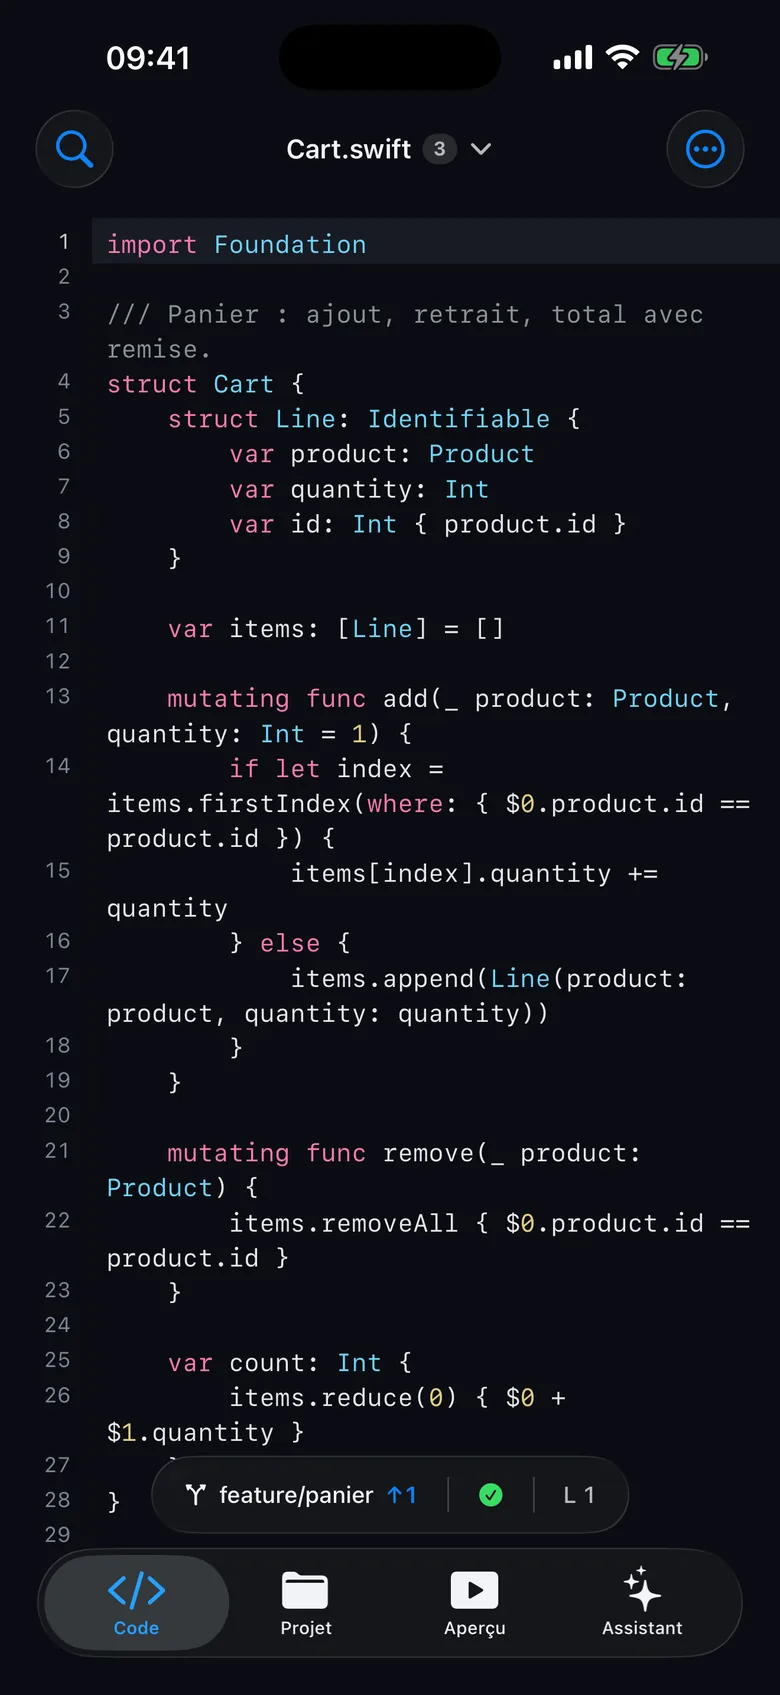 09:41
Cart.swift 3
1 import Foundation
2
3 /// Panier : ajout, retrait, total avec
remise.
4 struct Cart {
5     struct Line: Identifiable {
6         var product: Product
7         var quantity: Int
8         var id: Int { product.id }
9     }
10
11     var items: [Line] = []
12
13     mutating func add(_ product: Product,
quantity: Int = 1) {
14         if let index =
items.firstIndex(where: { $0.product.id ==
product.id }) {
15             items[index].quantity +=
quantity
16         } else {
17             items.append(Line(product:
product, quantity: quantity))
18         }
19     }
20
21     mutating func remove(_ product:
Product) {
22         items.removeAll { $0.product.id ==
product.id }
23     }
24
25     var count: Int {
26         items.reduce(0) { $0 +
$1.quantity }
27
28 }
29
feature/panier ↑1 L 1
Code Projet Aperçu Assistant